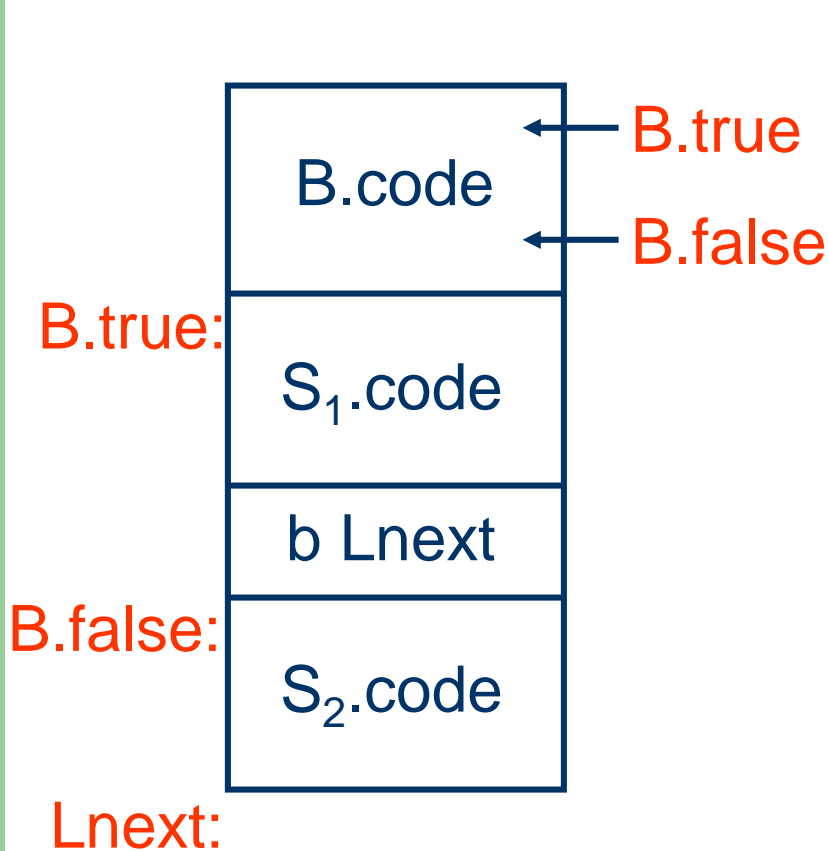 B.true
B.code
B.false
B.true:
S₁.code
b Lnext
B.false:
S₂.code
Lnext: